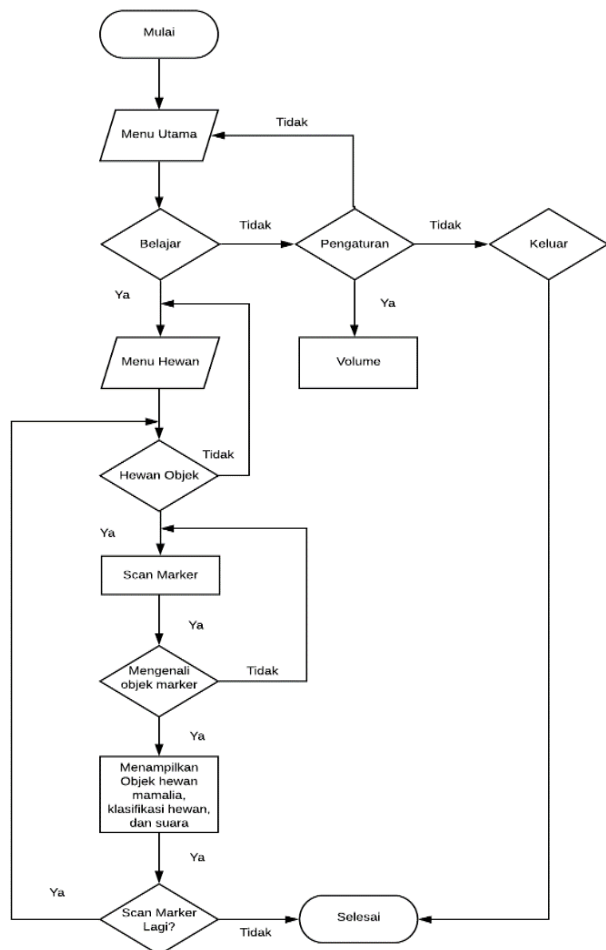 Mulai
Tidak
Menu Utama
Belajar
Tidak
Pengaturan
Tidak
Keluar
Ya
Ya
Menu Hewan
Volume
Tidak
Hewan Objek
Ya
Scan Marker
Ya
Mengenali
objek marker
Tidak
Ya
Menampilkan
Objek hewan
mamalia,
klasifikasi hewan,
dan suara
Ya
Ya
Scan Marker
Lagi?
Tidak
Selesai